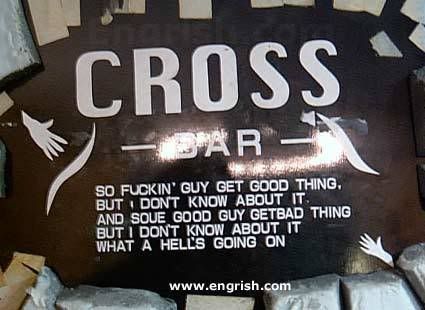 CROSS
— BAR —
SO FUCKIN' GUY GET GOOD THING.
BUT I DON'T KNOW ABOUT IT.
AND SOUE GOOD GUY GETBAD THING
BUT I DON'T KNOW ABOUT IT
WHAT A HELL'S GOING ON
www.engrish.com